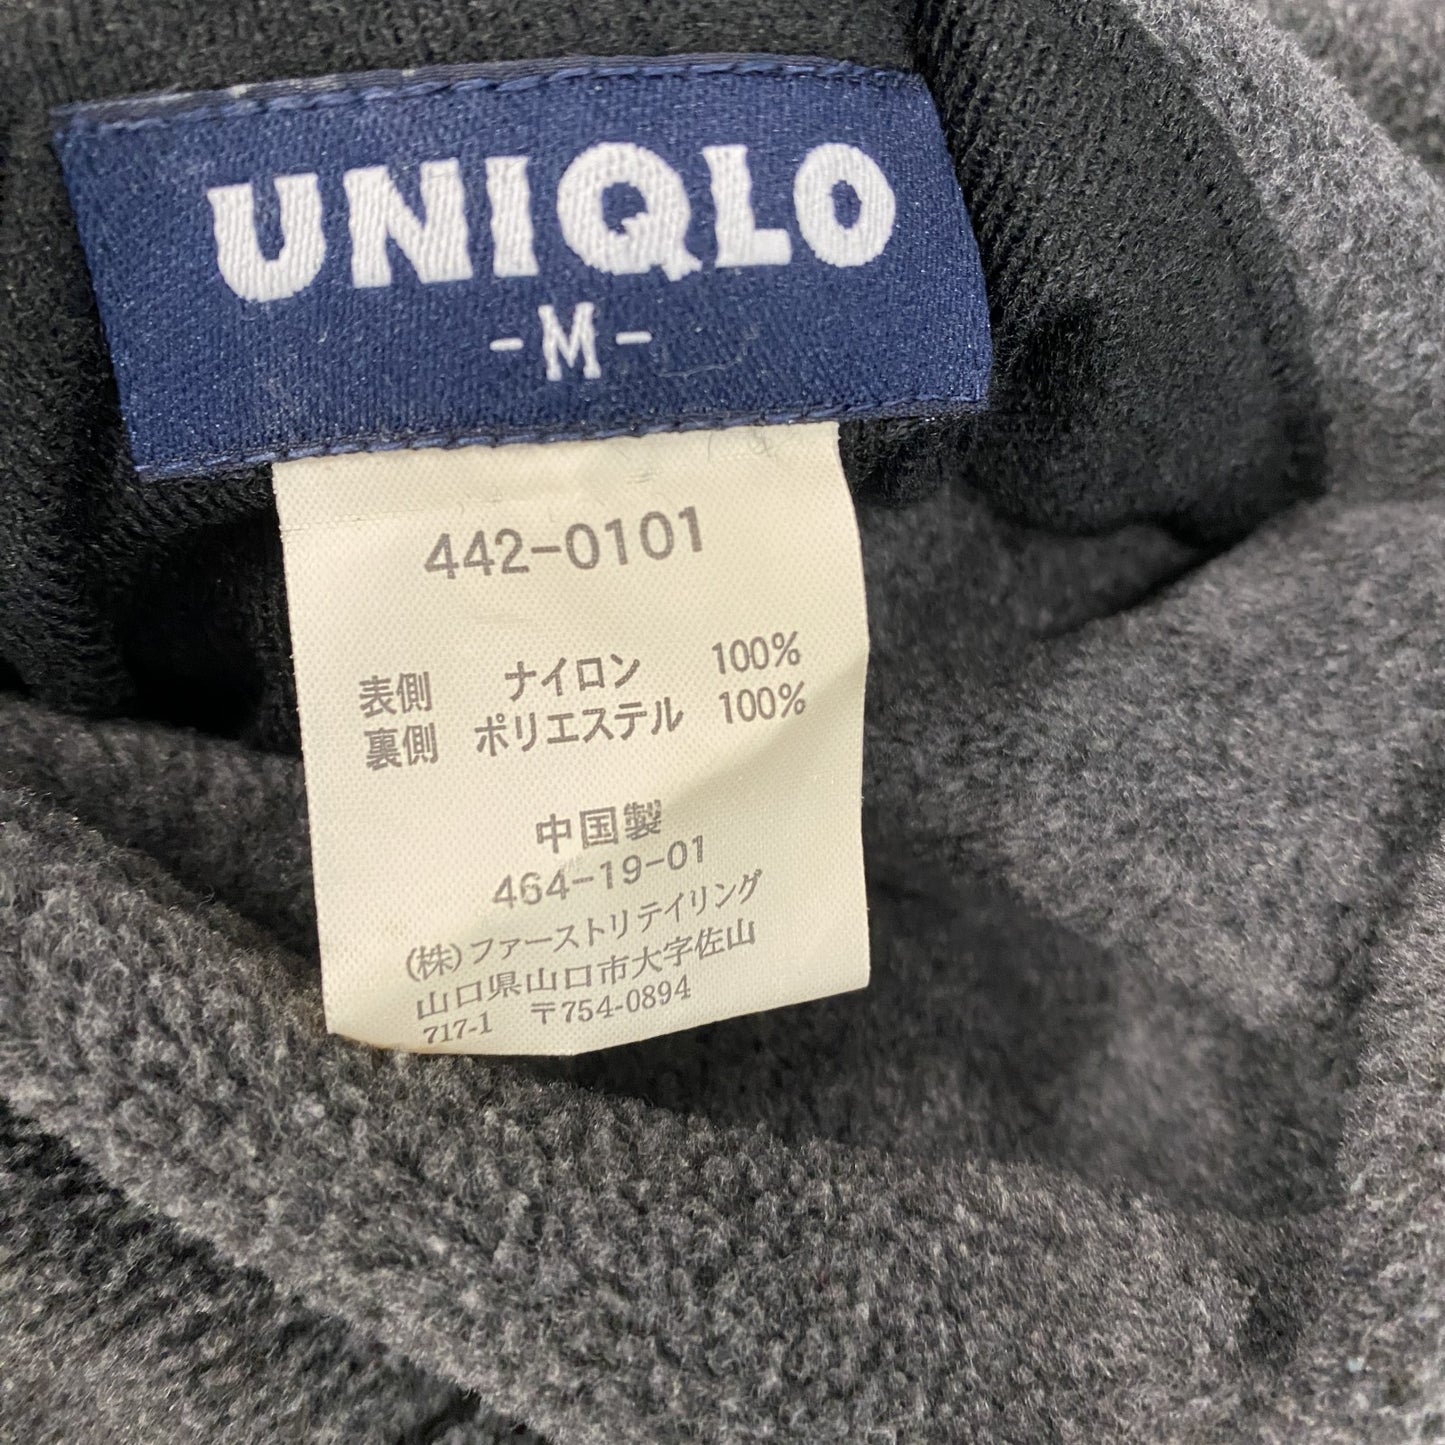 UNIQLO
-M-
442-0101
表側 ナイロン 100%
裏側 ポリエステル 100%
中国製
464-19-01
(株)ファーストリテイリング
山口県山口市大字佐山
717-1 〒754-0894